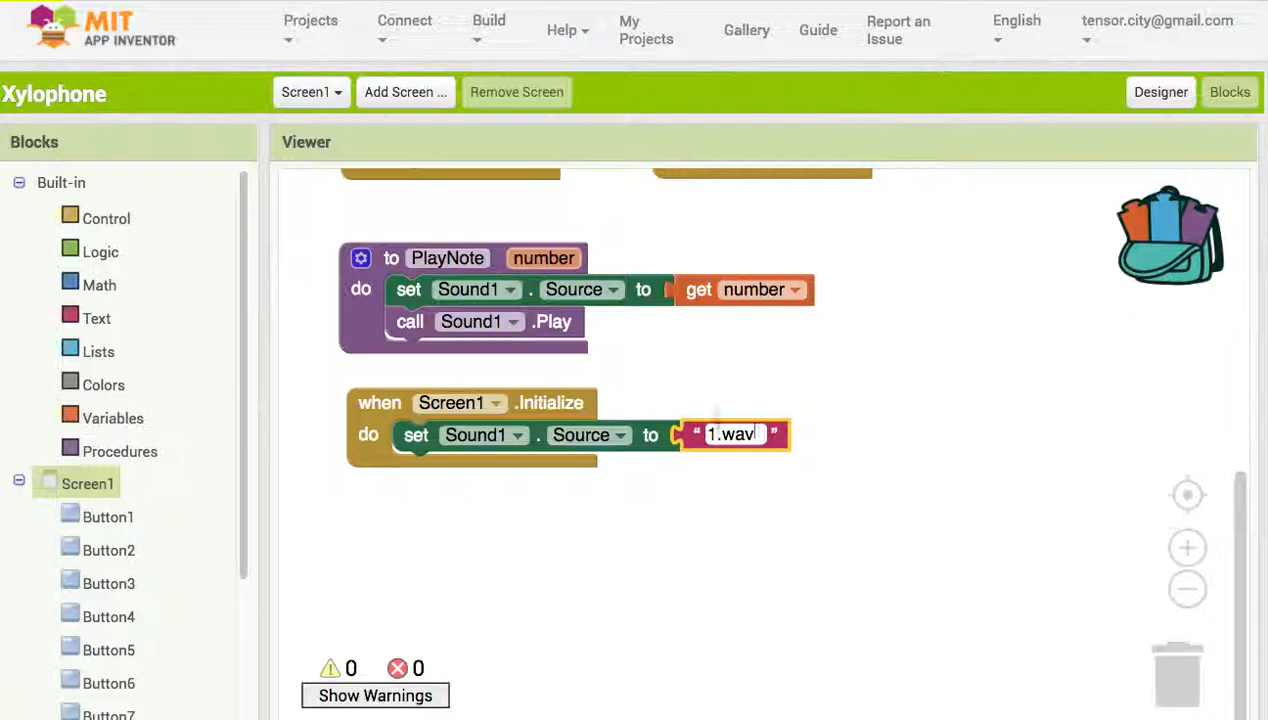 MIT
APP INVENTOR
Projects
Connect
Build
Help
My
Projects
Gallery
Guide
Report an
Issue
English
tensor.city@gmail.com
Xylophone
Screen1
Add Screen ...
Remove Screen
Designer
Blocks
Blocks
Viewer
Built-in
Control
Logic
Math
Text
Lists
Colors
Variables
Procedures
Screen1
Button1
Button2
Button3
Button4
Button5
Button6
Button7
to PlayNote number
do set Sound1 . Source to get number
call Sound1 .Play
when Screen1 .Initialize
do set Sound1 . Source to “ 1.wav ”
0 0
Show Warnings